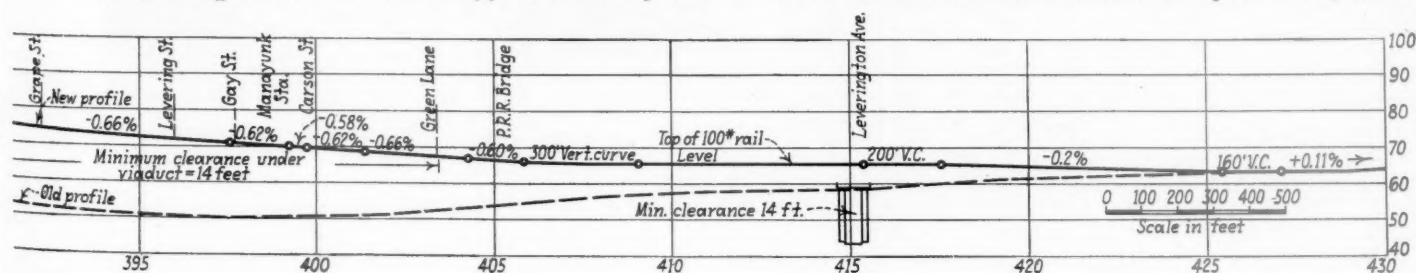 Grape St.
Levering St.
Gay St.
Manayunk Sta.
Carson St.
Green Lane
P.R.R. Bridge
Leverington Ave.
100
90
80
70
60
50
40
New profile
-0.66%
-0.62%
-0.58%
-0.62%
-0.66%
-0.60%
300' Vert. curve
Top of 100# rail
Level
200' V.C.
-0.2%
160' V.C.
+0.11%
Minimum clearance under
viaduct = 14 feet
Old profile
Min. clearance 14 ft.
0 100 200 300 400 500
Scale in feet
395 400 405 410 415 420 425 430